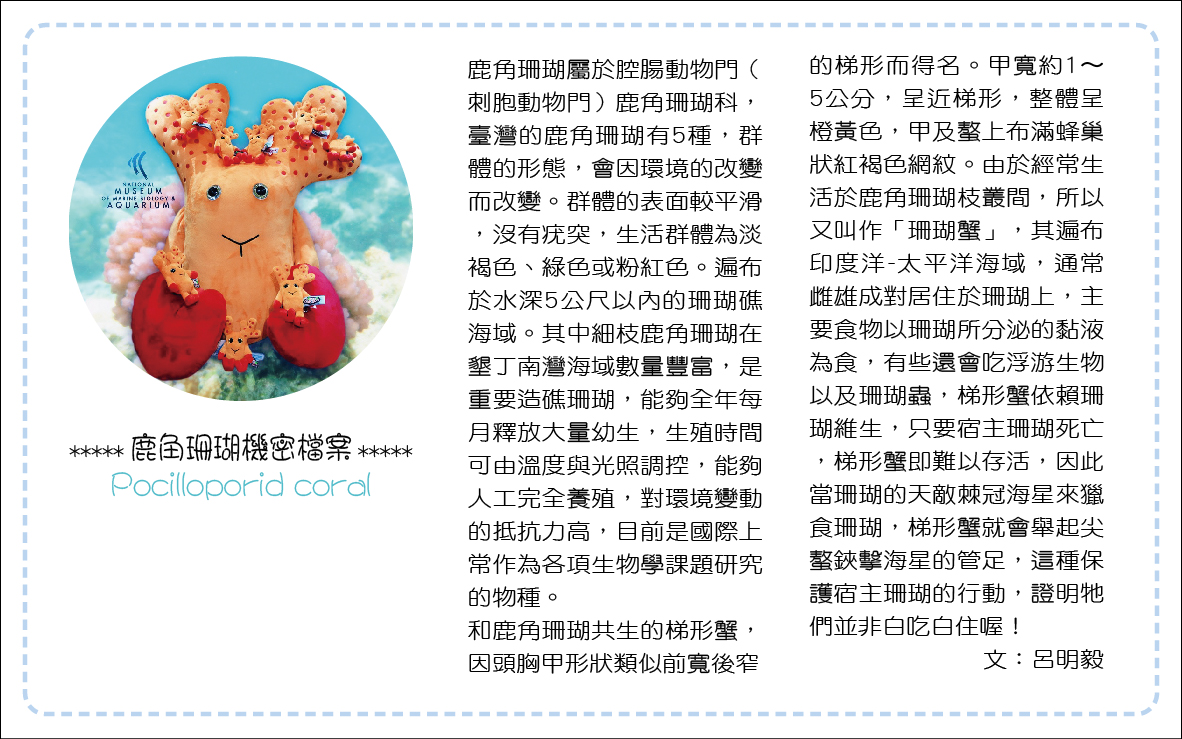 NATIONAL
MUSEUM
OF MARINE BIOLOGY &
AQUARIUM
***** 鹿角珊瑚機密檔案 *****
Pocilloporid coral
鹿角珊瑚屬於腔腸動物門（
刺胞動物門）鹿角珊瑚科，
臺灣的鹿角珊瑚有5種，群
體的形態，會因環境的改變
而改變。群體的表面較平滑
，沒有疣突，生活群體為淡
褐色、綠色或粉紅色。遍布
於水深5公尺以內的珊瑚礁
海域。其中細枝鹿角珊瑚在
墾丁南灣海域數量豐富，是
重要造礁珊瑚，能夠全年每
月釋放大量幼生，生殖時間
可由溫度與光照調控，能夠
人工完全養殖，對環境變動
的抵抗力高，目前是國際上
常作為各項生物學課題研究
的物種。
和鹿角珊瑚共生的梯形蟹，
因頭胸甲形狀類似前寬後窄
的梯形而得名。甲寬約1～
5公分，呈近梯形，整體呈
橙黃色，甲及螯上布滿蜂巢
狀紅褐色網紋。由於經常生
活於鹿角珊瑚枝叢間，所以
又叫作「珊瑚蟹」，其遍布
印度洋-太平洋海域，通常
雌雄成對居住於珊瑚上，主
要食物以珊瑚所分泌的黏液
為食，有些還會吃浮游生物
以及珊瑚蟲，梯形蟹依賴珊
瑚維生，只要宿主珊瑚死亡
，梯形蟹即難以存活，因此
當珊瑚的天敵棘冠海星來獵
食珊瑚，梯形蟹就會舉起尖
螯鋏擊海星的管足，這種保
護宿主珊瑚的行動，證明牠
們並非白吃白住喔！
文：呂明毅